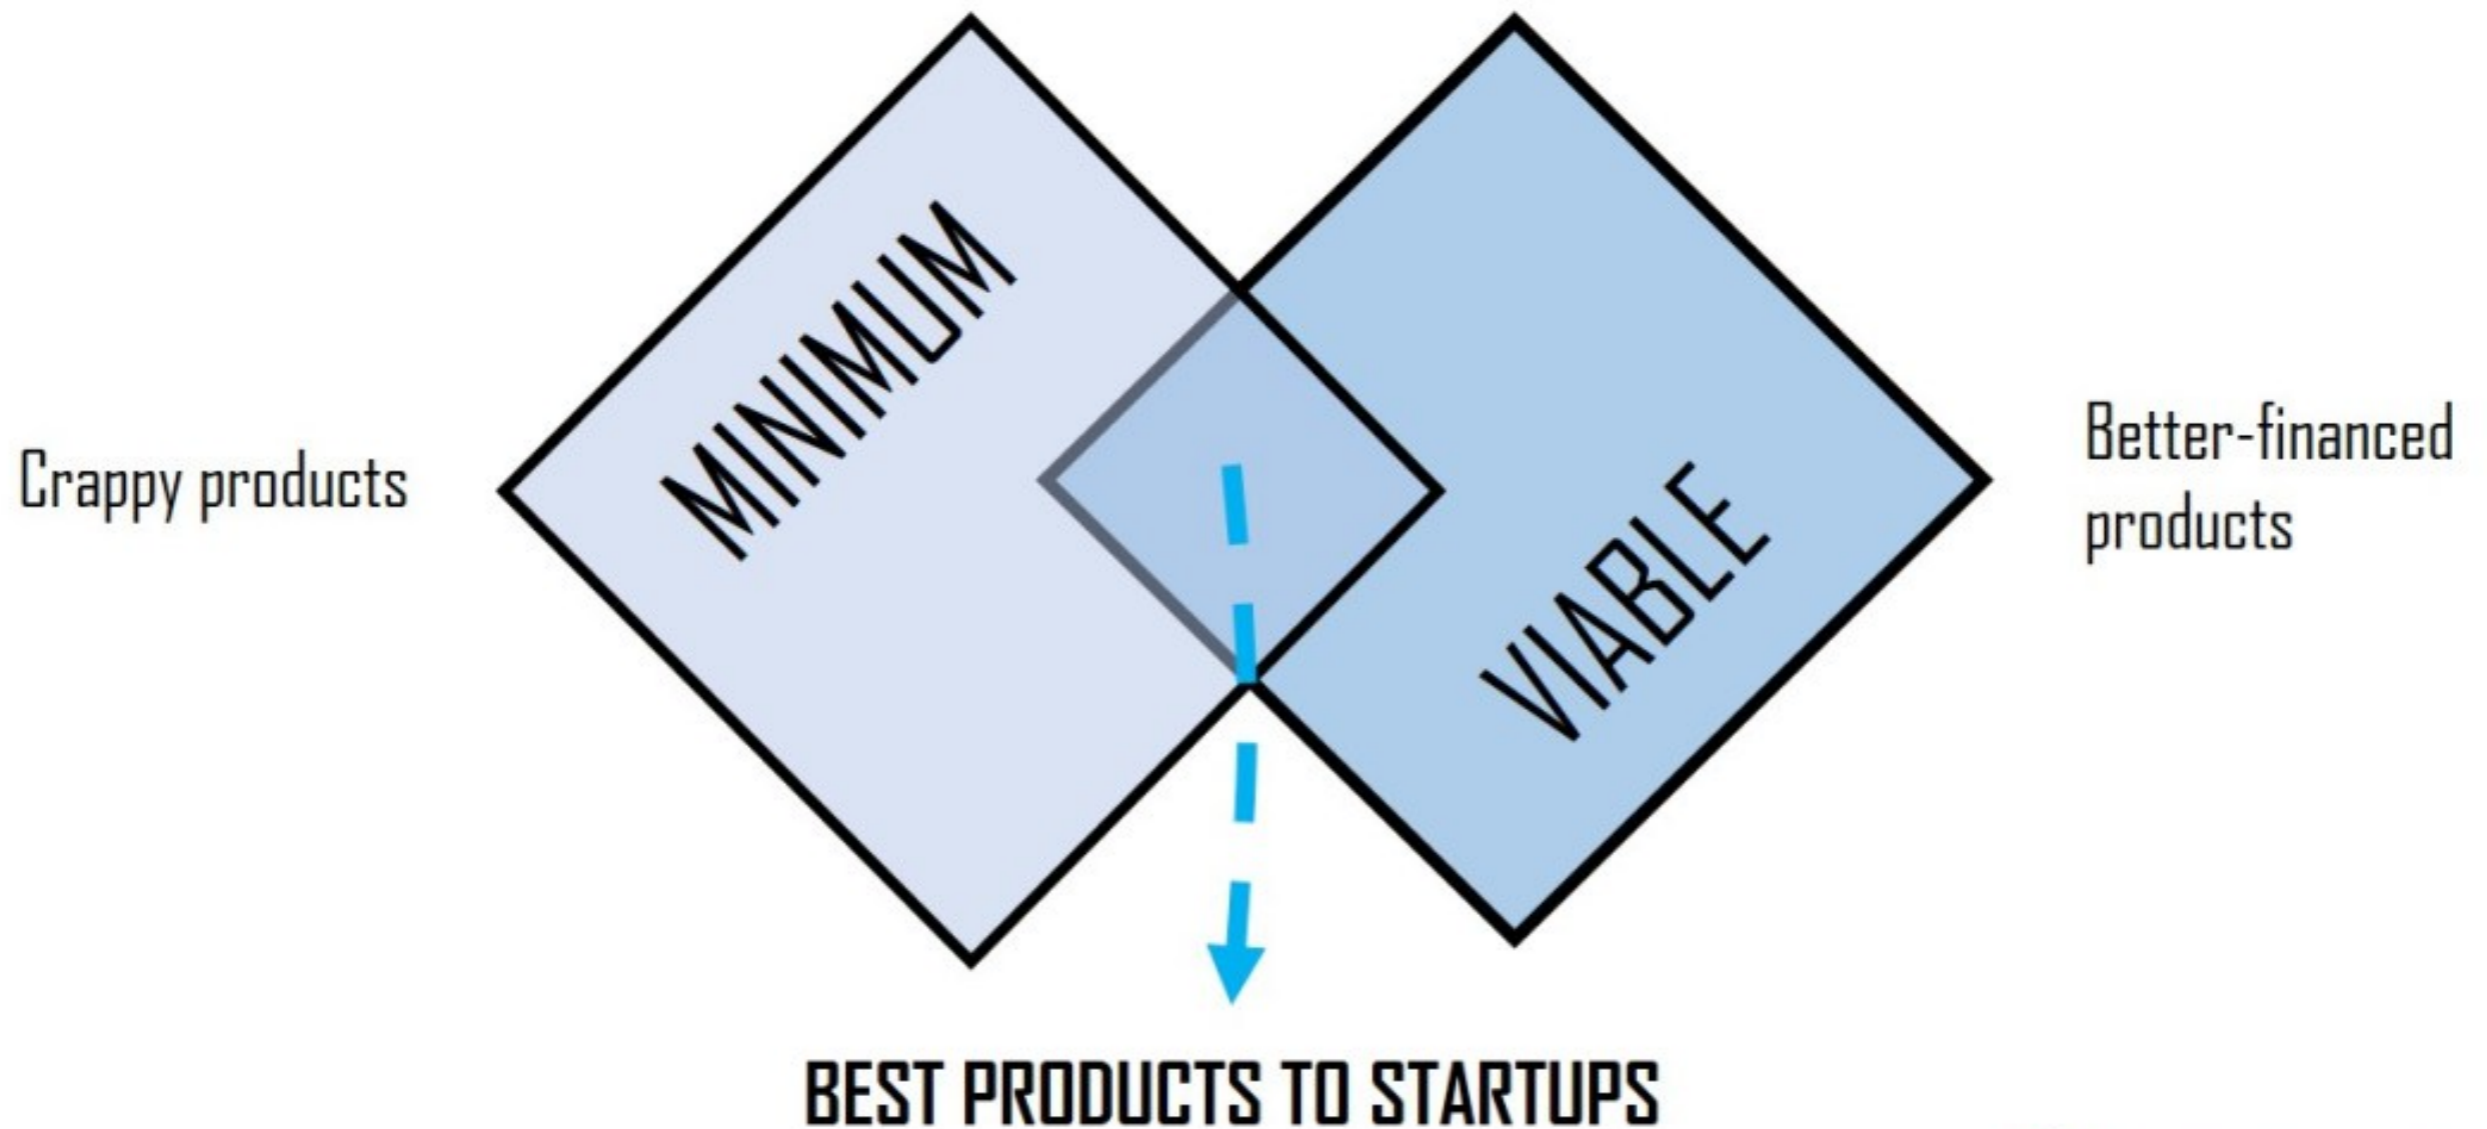 MINIMUM
Crappy products
VIABLE
Better-financed
products
BEST PRODUCTS TO STARTUPS